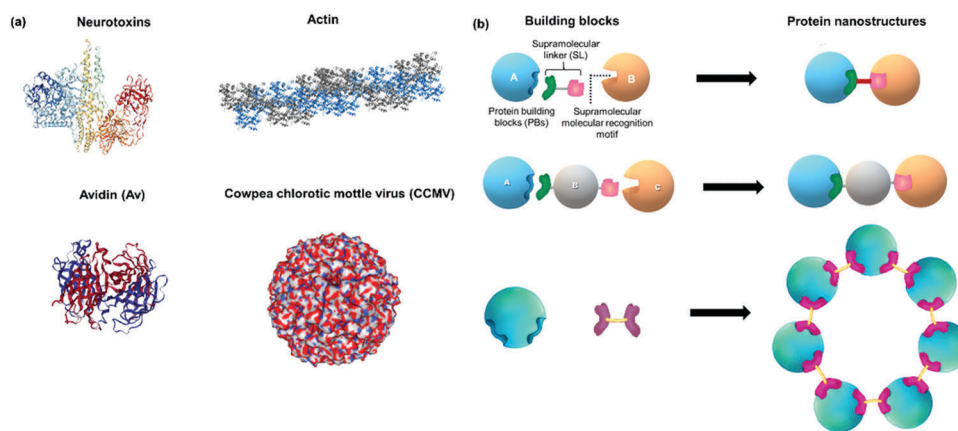 (a)
Neurotoxins
Actin
Avidin (Av)
Cowpea chlorotic mottle virus (CCMV)
(b)
Building blocks
Protein nanostructures
Supramolecular
linker (SL)
A
B
Protein building
blocks (PBs)
Supramolecular
molecular recognition
motif
A
B
C